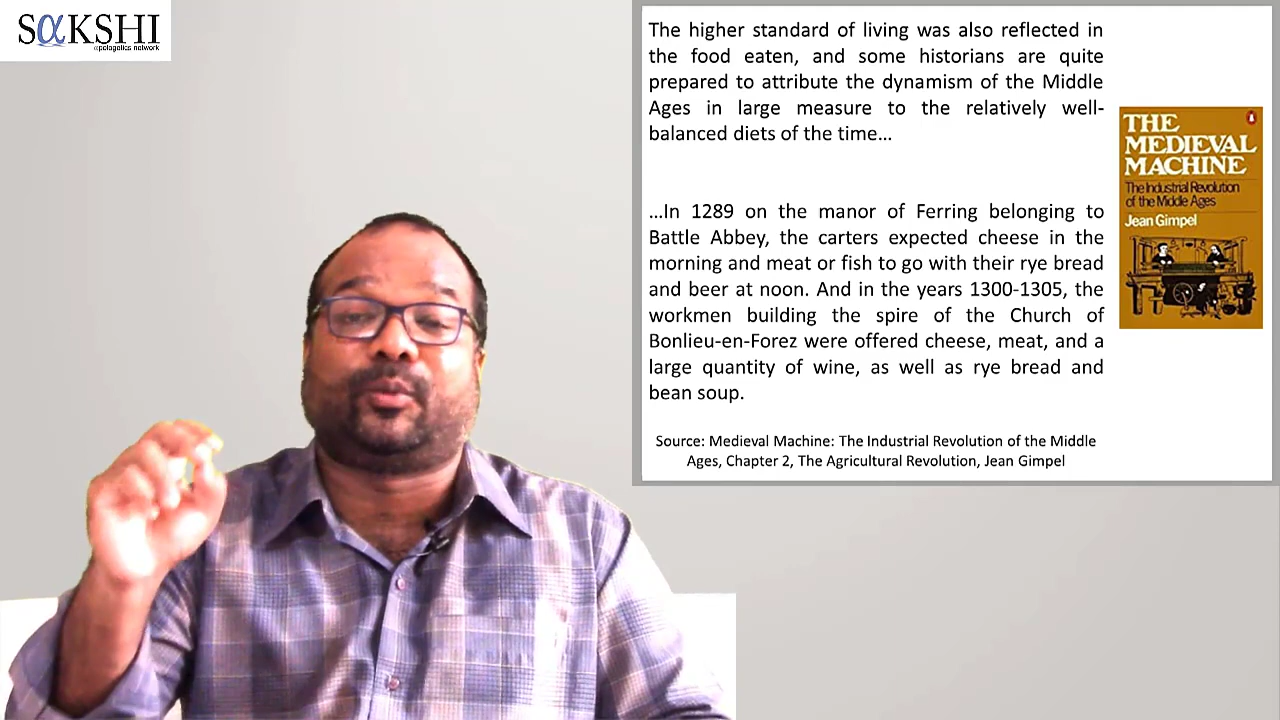 SαKSHI
apologetics network
The higher standard of living was also reflected in
the food eaten, and some historians are quite
prepared to attribute the dynamism of the Middle
Ages in large measure to the relatively well-
balanced diets of the time…
…In 1289 on the manor of Ferring belonging to
Battle Abbey, the carters expected cheese in the
morning and meat or fish to go with their rye bread
and beer at noon. And in the years 1300-1305, the
workmen building the spire of the Church of
Bonlieu-en-Forez were offered cheese, meat, and a
large quantity of wine, as well as rye bread and
bean soup.
Source: Medieval Machine: The Industrial Revolution of the Middle
Ages, Chapter 2, The Agricultural Revolution, Jean Gimpel
THE
MEDIEVAL
MACHINE
The Industrial Revolution
of the Middle Ages
Jean Gimpel